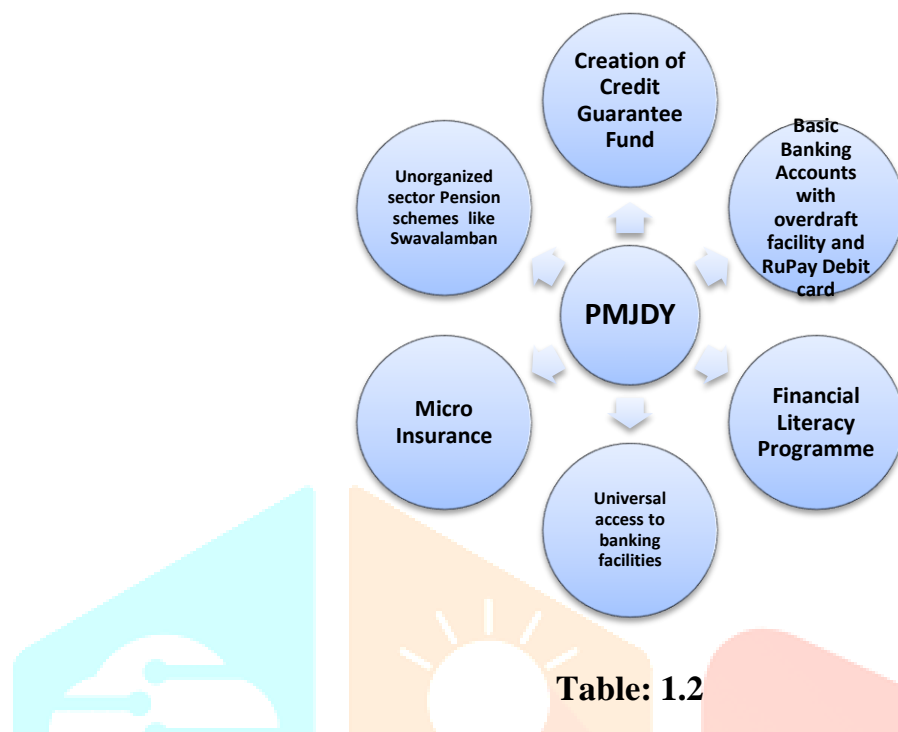 Creation of
Credit
Guarantee
Fund
Basic
Banking
Accounts
with
overdraft
facility and
RuPay Debit
card
Unorganized
sector Pension
schemes like
Swavalamban
PMJDY
Micro
Insurance
Financial
Literacy
Programme
Universal
access to
banking
facilities
Table: 1.2